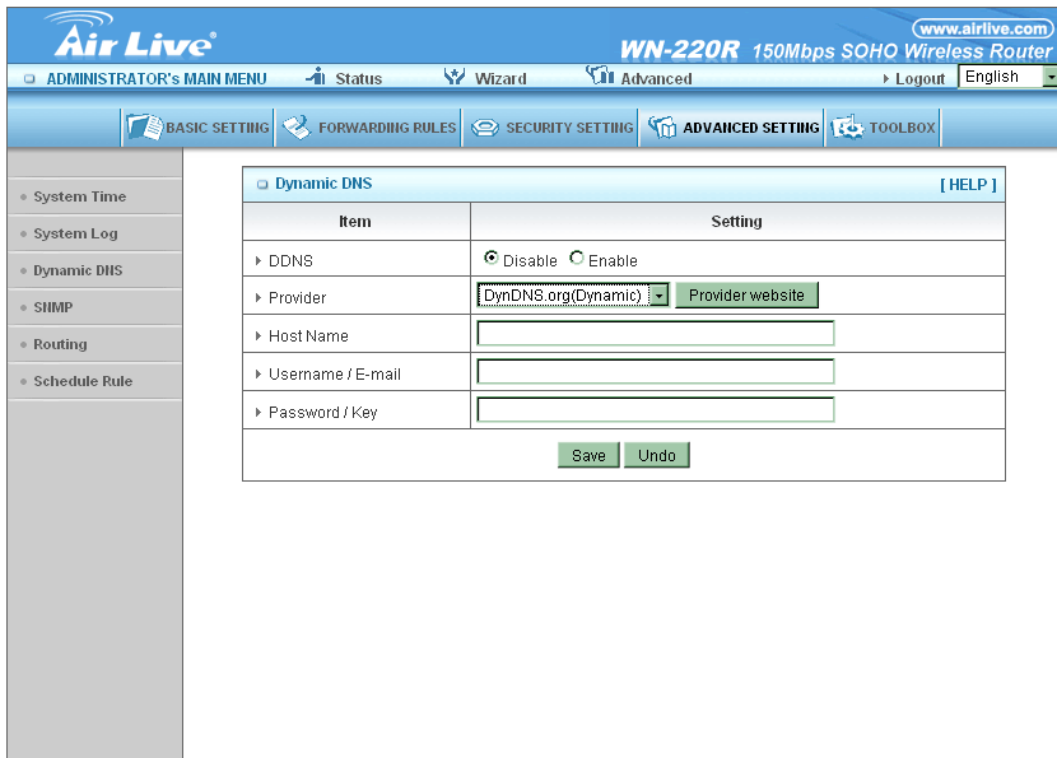 Air Live®
www.airlive.com
WN-220R 150Mbps SOHO Wireless Router
ADMINISTRATOR's MAIN MENU Status Wizard Advanced Logout English
BASIC SETTING FORWARDING RULES SECURITY SETTING ADVANCED SETTING TOOLBOX
System Time
System Log
Dynamic DNS
SNMP
Routing
Schedule Rule
Dynamic DNS [ HELP ]
Item Setting
DDNS Disable Enable
Provider DynDNS.org(Dynamic) Provider website
Host Name
Username / E-mail
Password / Key
Save Undo